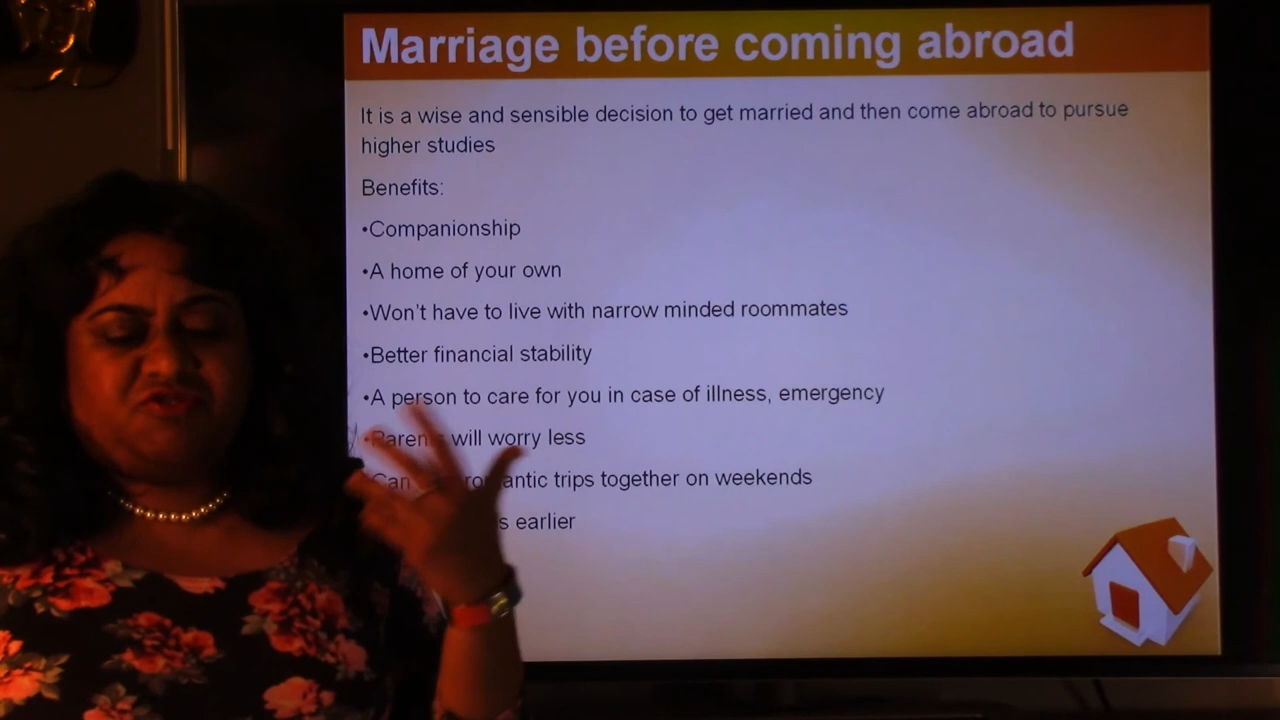 Marriage before coming abroad
It is a wise and sensible decision to get married and then come abroad to pursue
higher studies
Benefits:
•Companionship
•A home of your own
•Won't have to live with narrow minded roommates
•Better financial stability
•A person to care for you in case of illness, emergency
•Parents will worry less
Can romantic trips together on weekends
earlier